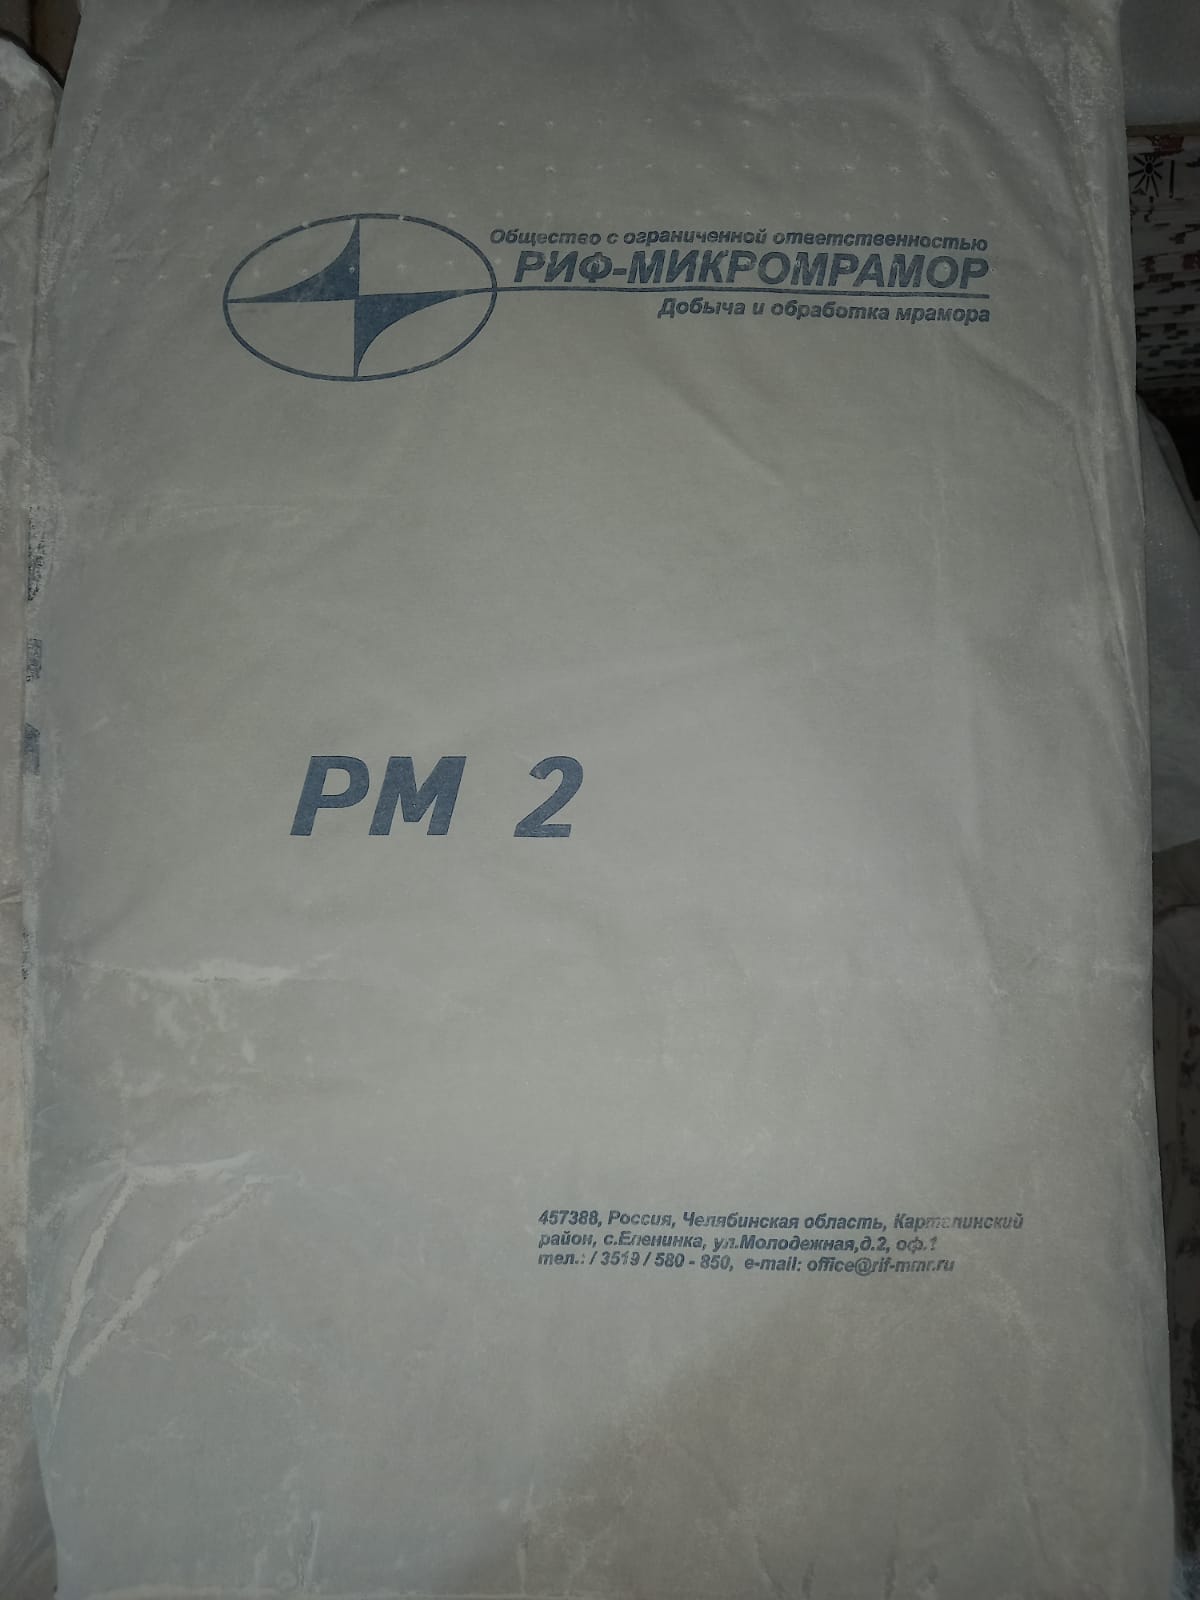 Общество с ограниченной ответственностью
РИФ-МИКРОМРАМОР
Добыча и обработка мрамора
РМ 2
457388, Россия, Челябинская область, Карталинский
район, с.Еленинка, ул.Молодежная,д.2, оф.1
тел.: / 3519 / 580 - 850, e-mail: office@rif-mmr.ru